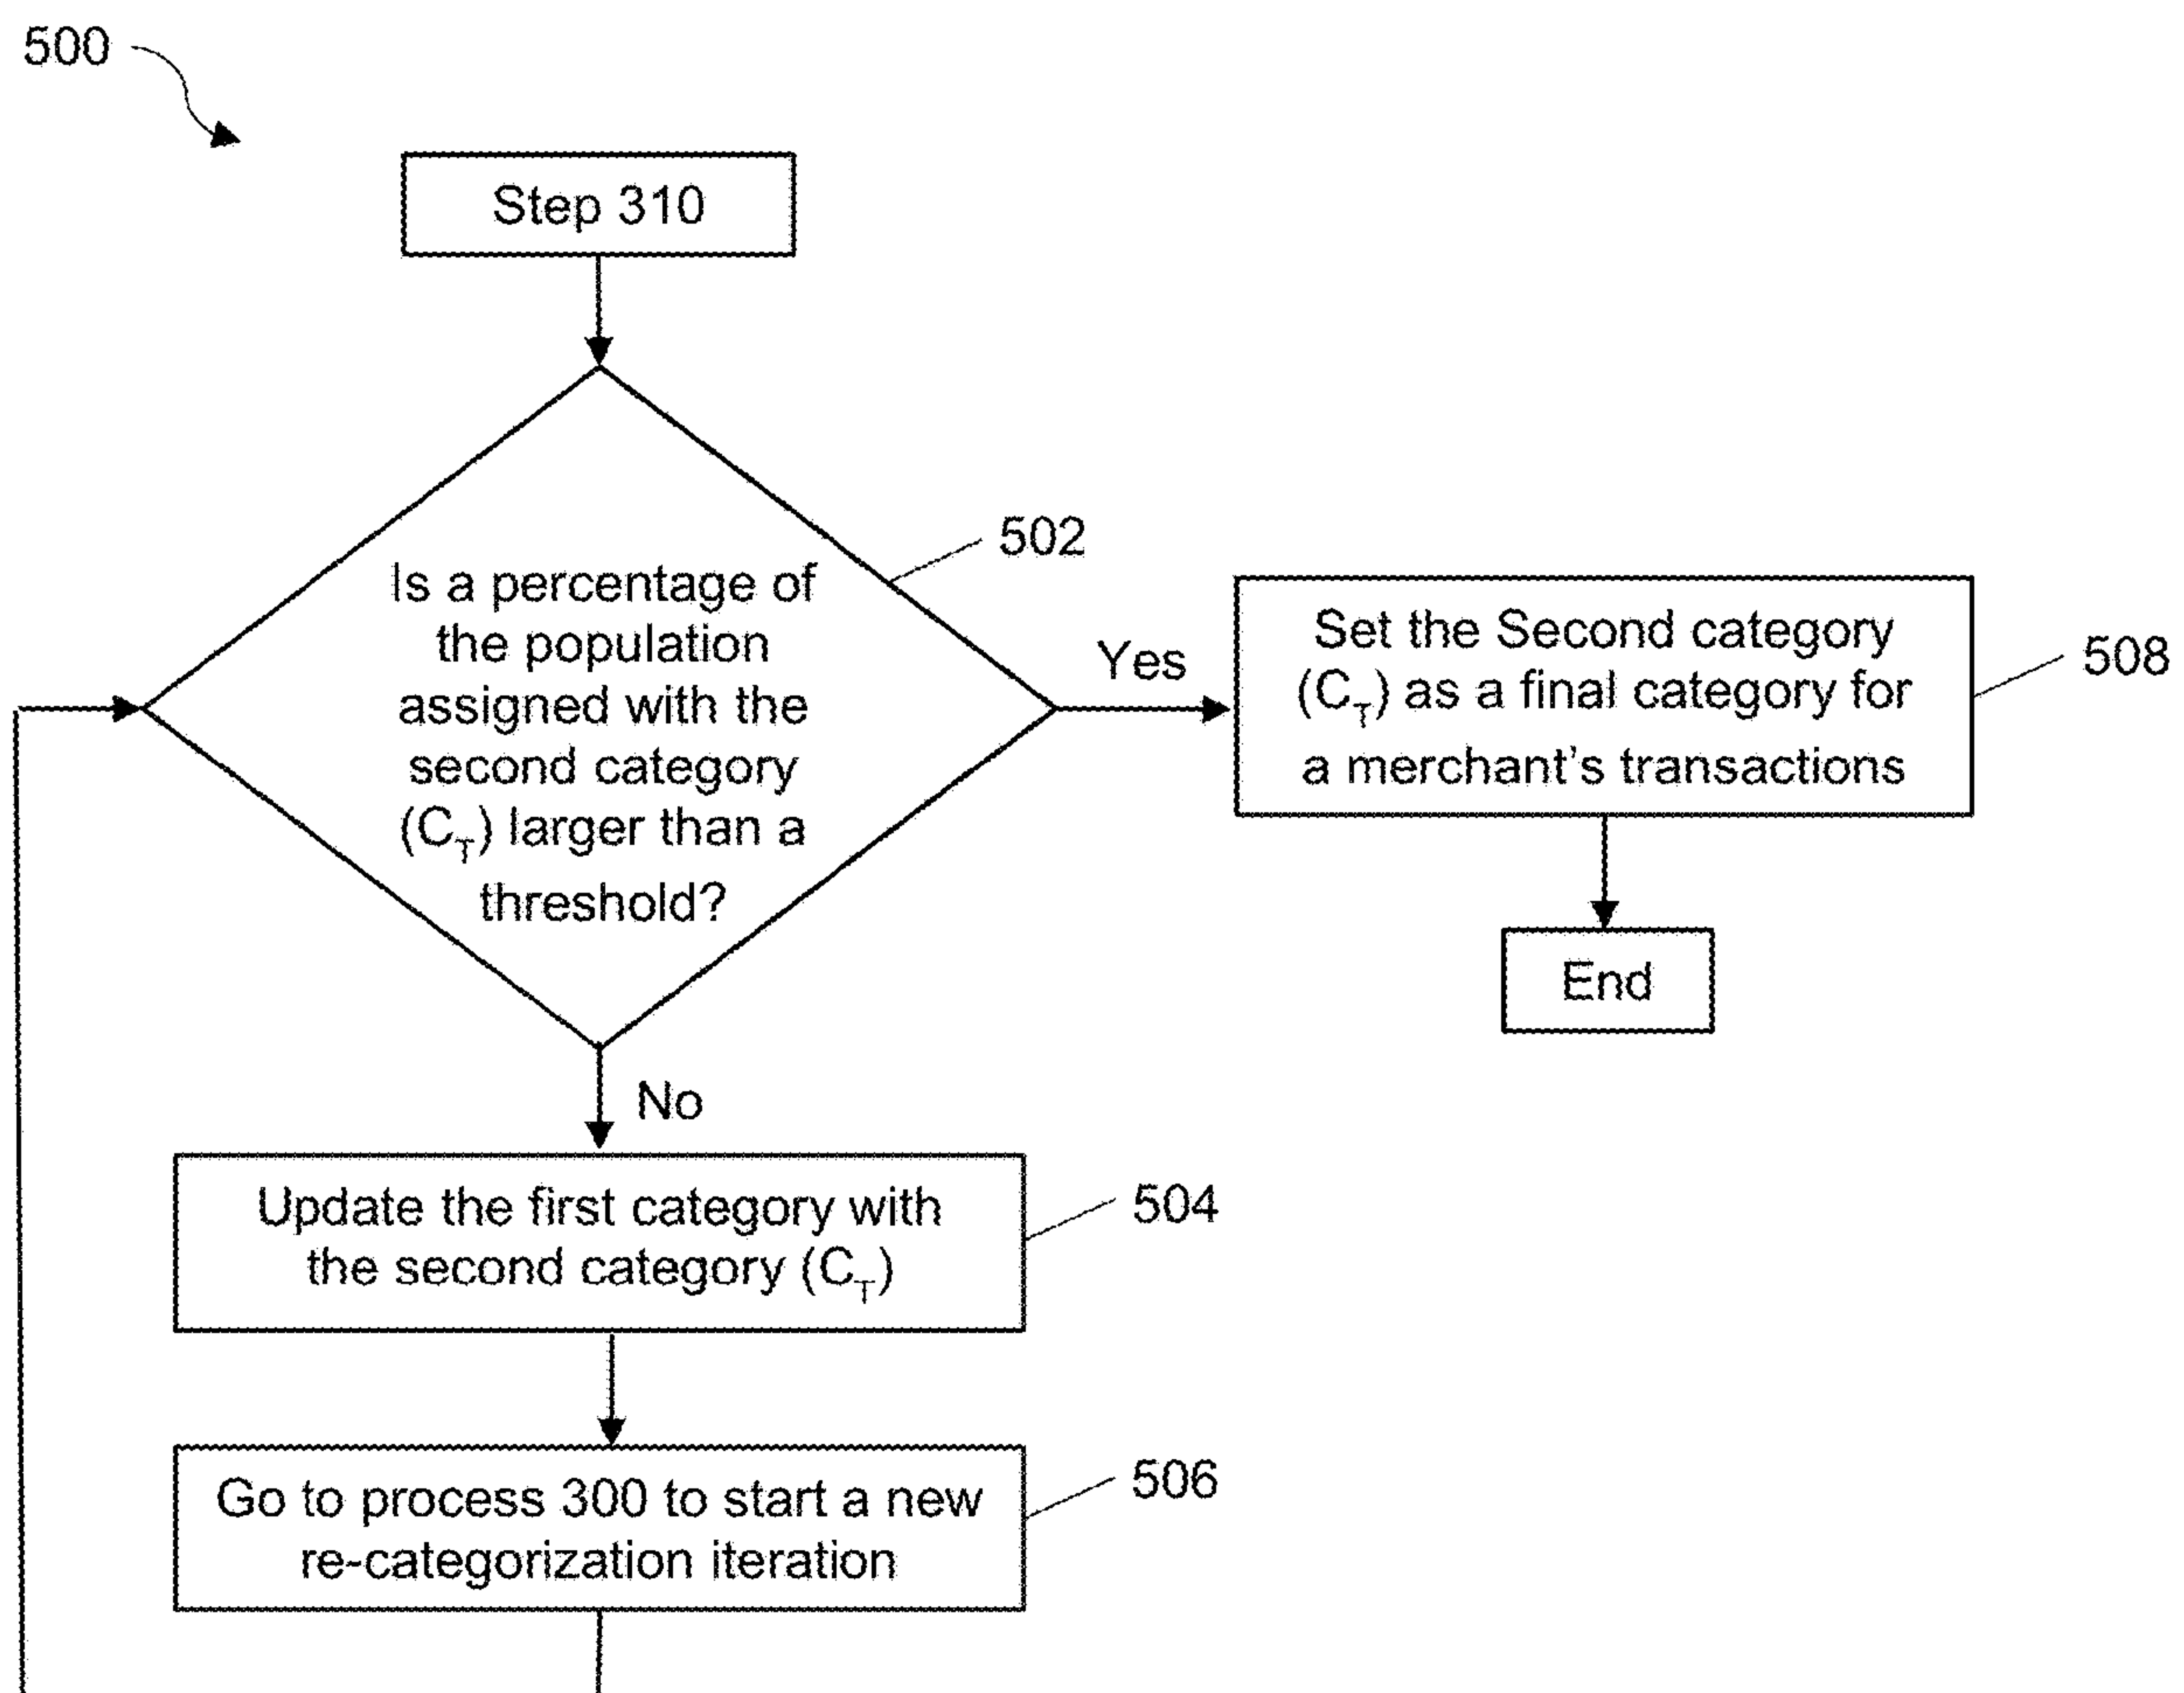 500
Step 310
502
Is a percentage of
the population
assigned with the
second category
(C_T) larger than a
threshold?
Yes
Set the Second category
(C_T) as a final category for
a merchant's transactions
508
End
No
Update the first category with
the second category (C_T)
504
Go to process 300 to start a new
re-categorization iteration
506